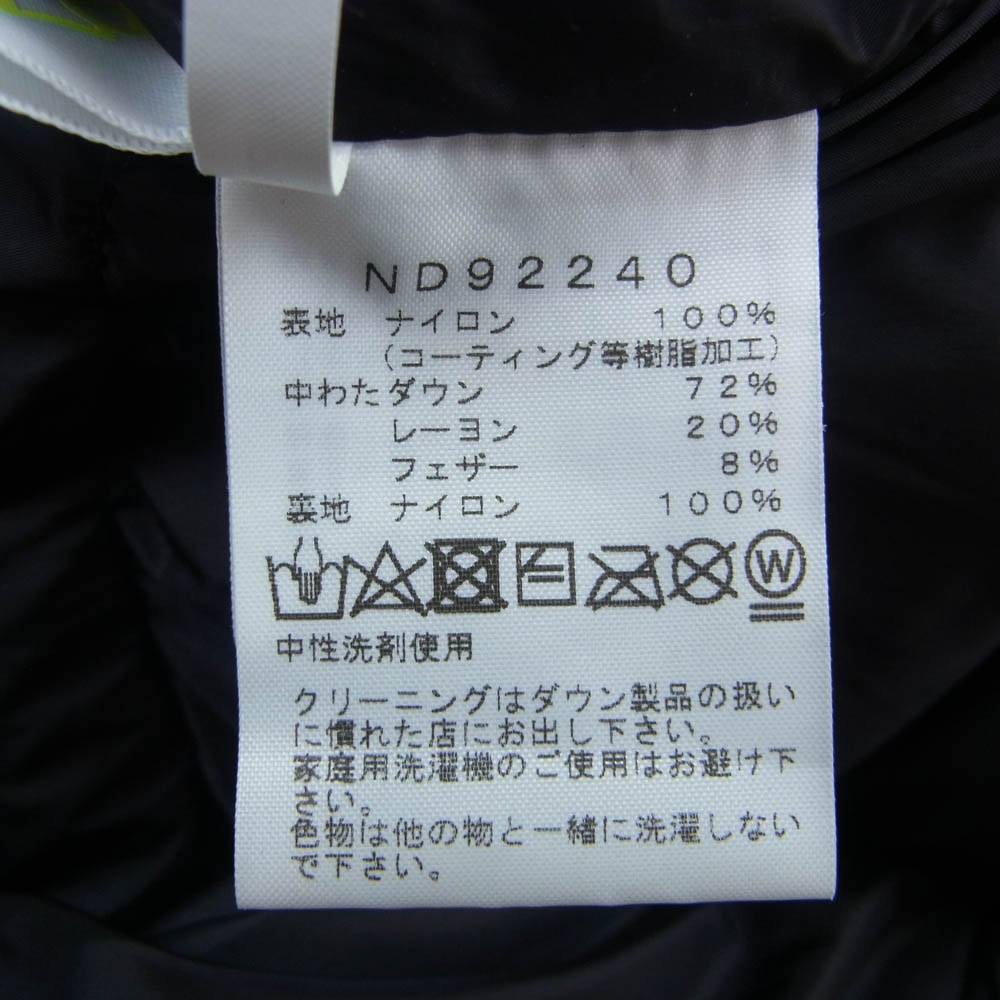 ND92240
表地 ナイロン 100%
(コーティング等樹脂加工)
中わたダウン 72%
レーヨン 20%
フェザー 8%
裏地 ナイロン 100%
W
中性洗剤使用
クリーニングはダウン製品の扱い
に慣れた店にお出し下さい。
家庭用洗濯機のご使用はお避け下
さい。
色物は他の物と一緒に洗濯しない
で下さい。